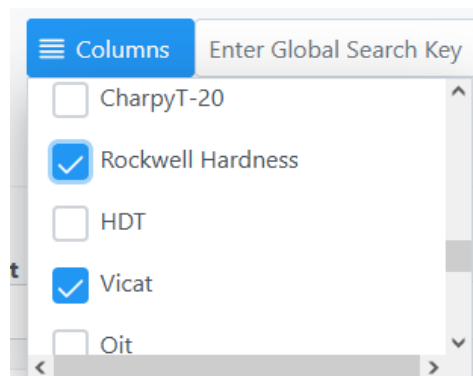 Columns Enter Global Search Key
CharpyT-20
Rockwell Hardness
HDT
t
Vicat
Oit